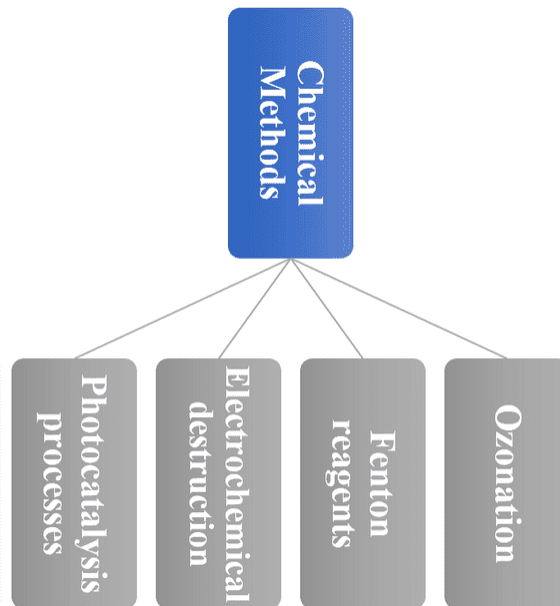 Chemical
Methods
Ozonation
Fenton
reagents
Electrochemical
destruction
Photocatalysis
processes